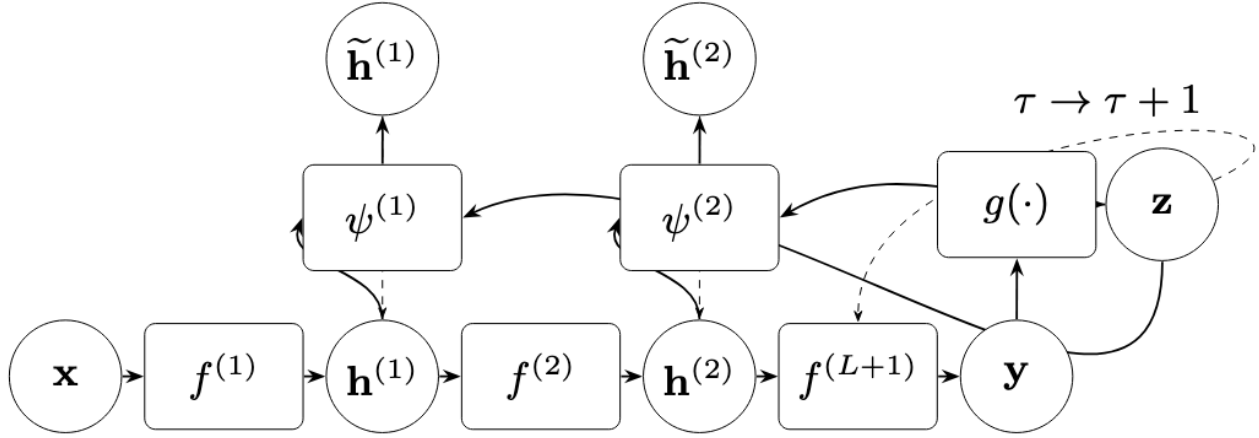 h̃⁽¹⁾ h̃⁽²⁾
τ → τ + 1
ψ⁽¹⁾ ψ⁽²⁾ g(·) z
x f⁽¹⁾ h⁽¹⁾ f⁽²⁾ h⁽²⁾ f⁽ᴸ⁺¹⁾ y